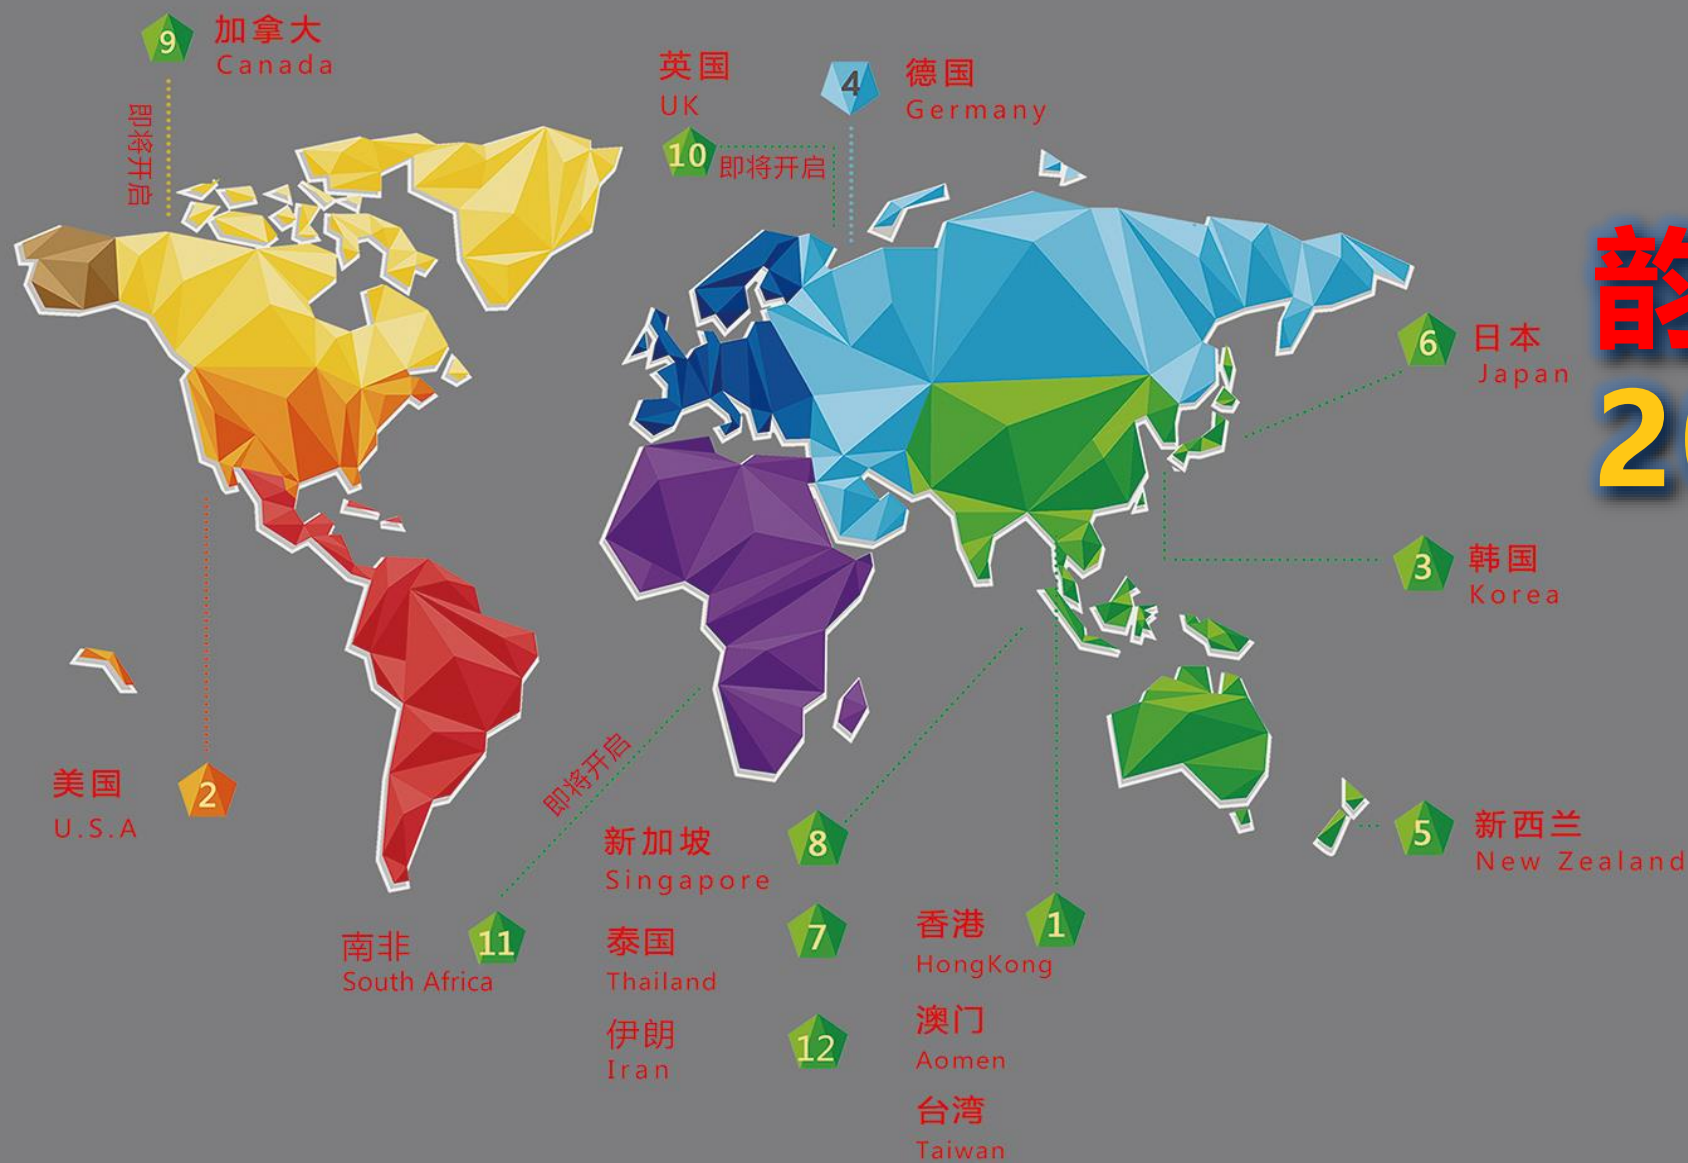 9
加拿大
Canada
即将开启
英国
UK
10
即将开启
4
德国
Germany
韵
20
6
日本
Japan
3
韩国
Korea
美国
U.S.A
2
即将开启
新加坡
Singapore
8
5
新西兰
New Zealand
南非
South Africa
11
泰国
Thailand
7
香港
HongKong
1
伊朗
Iran
12
澳门
Aomen
台湾
Taiwan